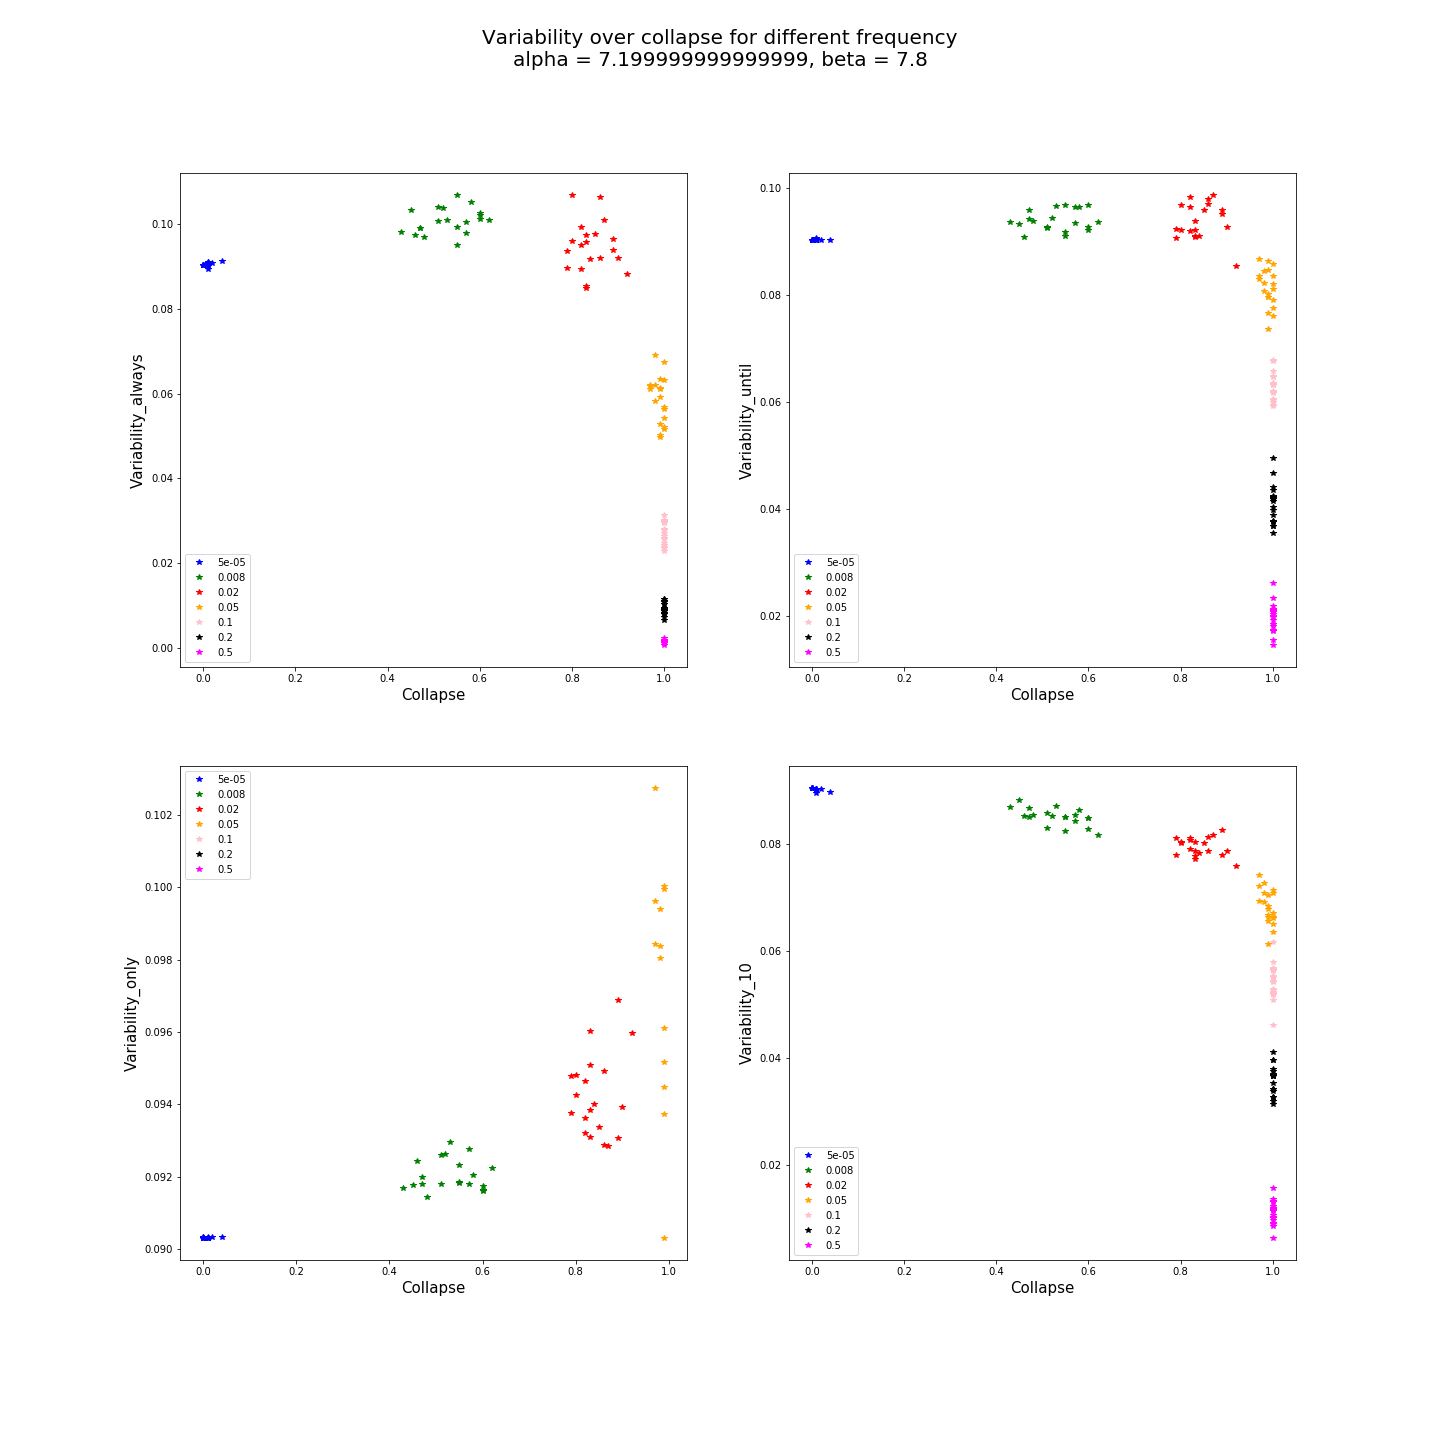 Variability over collapse for different frequency
alpha = 7.199999999999999, beta = 7.8
Variability_always
0.10
0.08
0.06
0.04
0.02
0.00
5e-05
0.008
0.02
0.05
0.1
0.2
0.5
0.0 0.2 0.4 0.6 0.8 1.0
Collapse
Variability_until
0.10
0.08
0.06
0.04
0.02
5e-05
0.008
0.02
0.05
0.1
0.2
0.5
0.0 0.2 0.4 0.6 0.8 1.0
Collapse
Variability_only
5e-05
0.008
0.02
0.05
0.1
0.2
0.5
0.102
0.100
0.098
0.096
0.094
0.092
0.090
0.0 0.2 0.4 0.6 0.8 1.0
Collapse
Variability_10
0.08
0.06
0.04
0.02
5e-05
0.008
0.02
0.05
0.1
0.2
0.5
0.0 0.2 0.4 0.6 0.8 1.0
Collapse